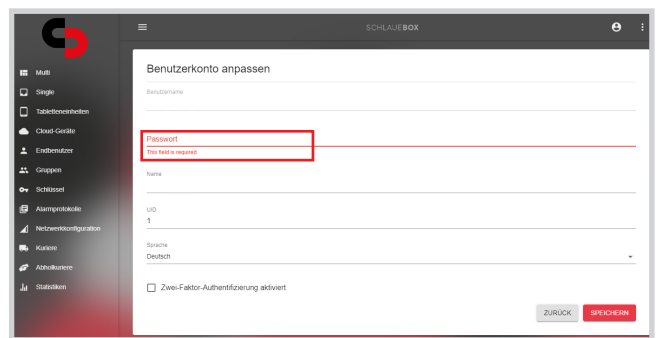 SCHLAUEBOX
Multi
Single
Tabletteneinheiten
Cloud-Geräte
Endbenutzer
Gruppen
Schlüssel
Alarmprotokolle
Netzwerkkonfiguration
Kuriere
Abholkuriere
Statistiken
Benutzerkonto anpassen
Benutzername
Passwort
This field is required
Name
UID
1
Sprache
Deutsch
Zwei-Faktor-Authentifizierung aktiviert
ZURÜCK
SPEICHERN